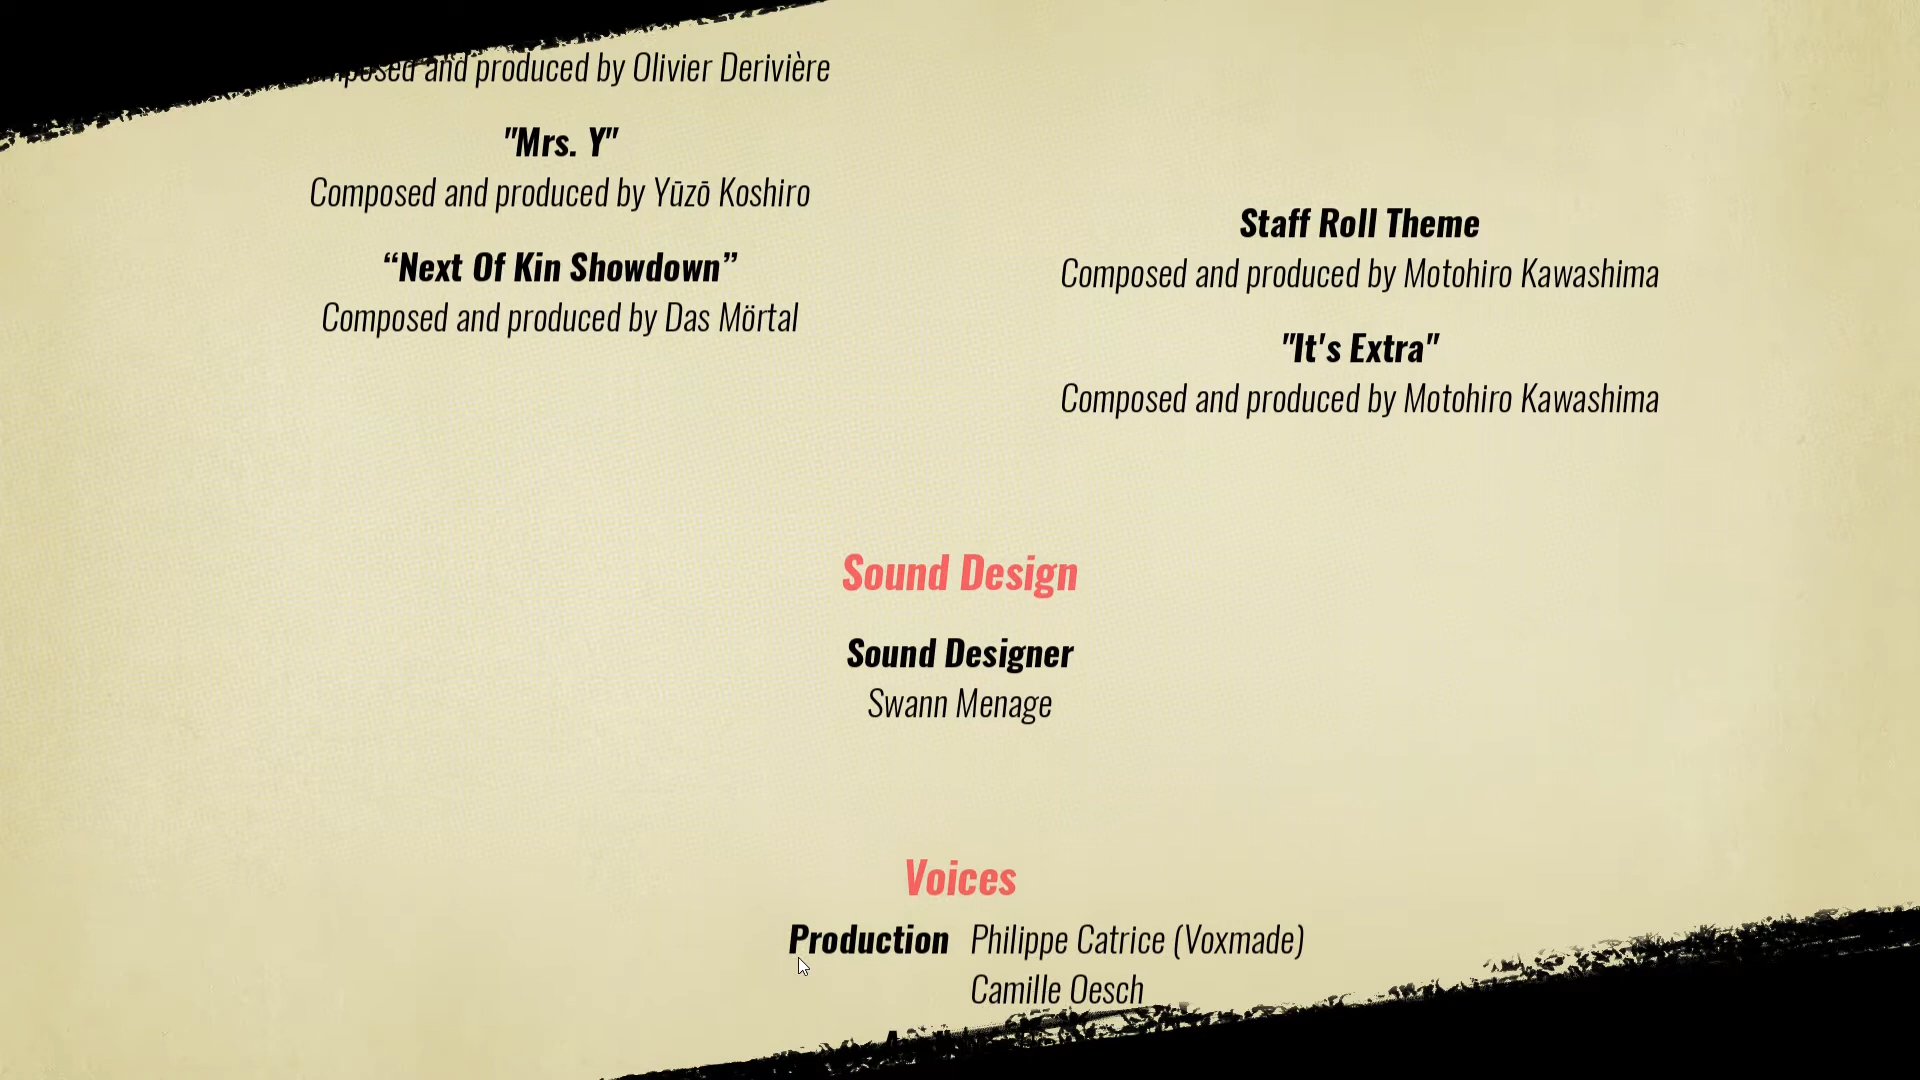 and produced by Olivier Derivière
"Mrs. Y"
Composed and produced by Yūzō Koshiro
“Next Of Kin Showdown”
Composed and produced by Das Mörtal
Staff Roll Theme
Composed and produced by Motohiro Kawashima
"It's Extra"
Composed and produced by Motohiro Kawashima
Sound Design
Sound Designer
Swann Menage
Voices
Production Philippe Catrice (Voxmade)
Camille Oesch